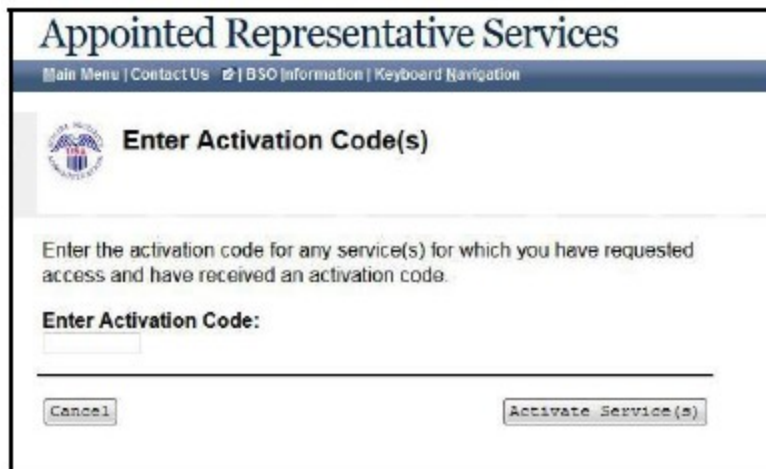 Appointed Representative Services
Main Menu | Contact Us | BSO Information | Keyboard Navigation
USA
Enter Activation Code(s)
Enter the activation code for any service(s) for which you have requested
access and have received an activation code.
Enter Activation Code:
Cancel
Activate Service(s)